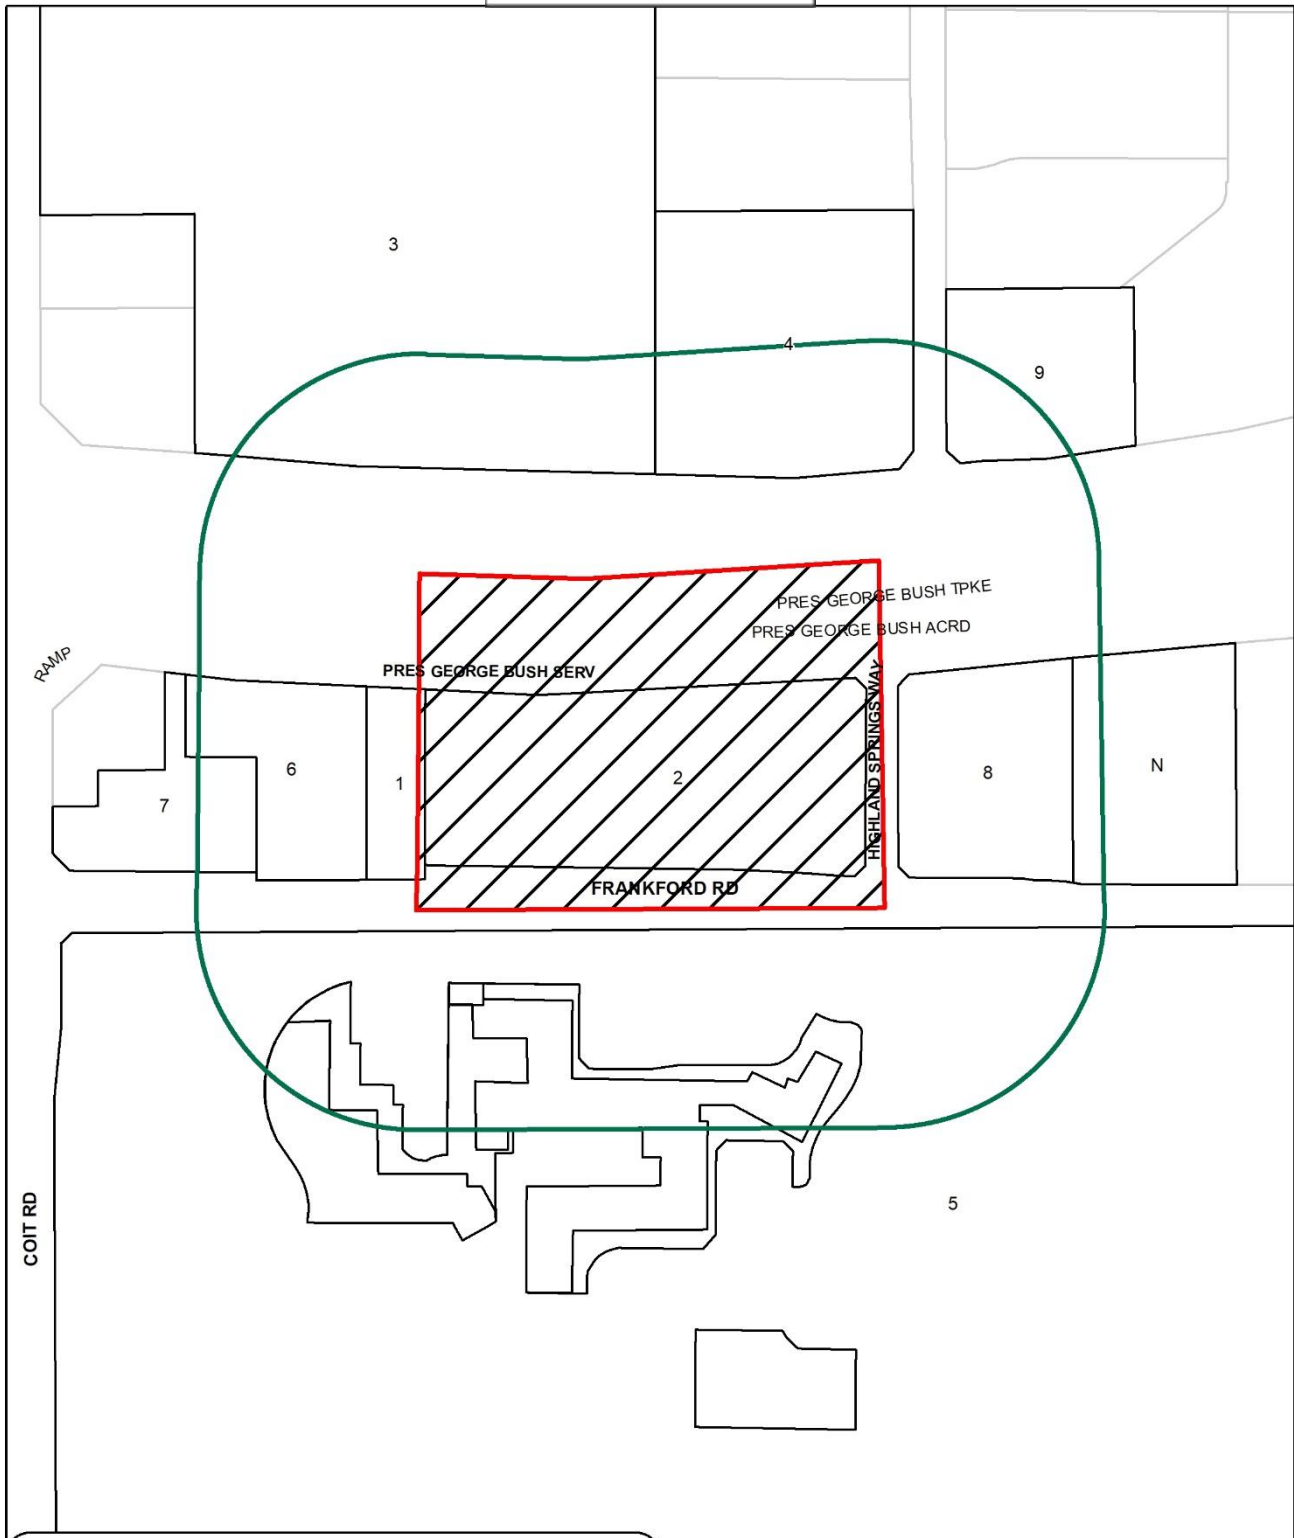 3
4
9
PRES GEORGE BUSH TPKE
PRES GEORGE BUSH ACRD
RAMP
PRES GEORGE BUSH SERV
HIGHLAND SPRINGS WAY
6
1
2
8
N
7
FRANKFORD RD
5
COIT RD